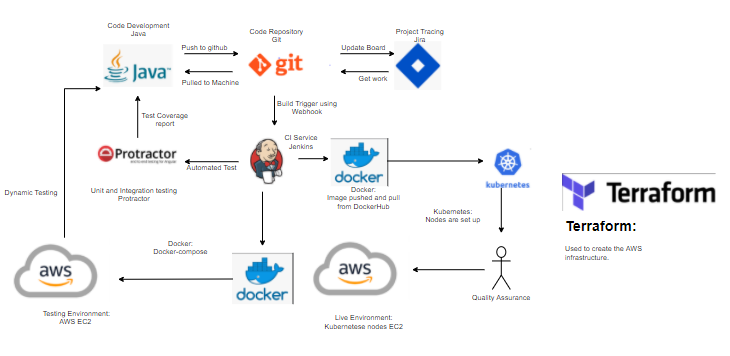 Code Development
Java
Code Repository
Git
Project Tracing
Jira
Push to github
Update Board
Java
git
Pulled to Machine
Get work
Build Trigger using
Webhook
Test Coverage
report
CI Service
Jenkins
Protractor
Automated Test
docker
kubernetes
Terraform
Dynamic Testing
Unit and Integration testing
Protractor
Docker:
Image pushed and pull
from DockerHub
Kubernetes:
Nodes are set up
Terraform:
Used to create the AWS
infrastructure.
Docker:
Docker-compose
aws
docker
aws
Quality Assurance
Testing Environment:
AWS EC2
Live Environment:
Kubernetese nodes EC2